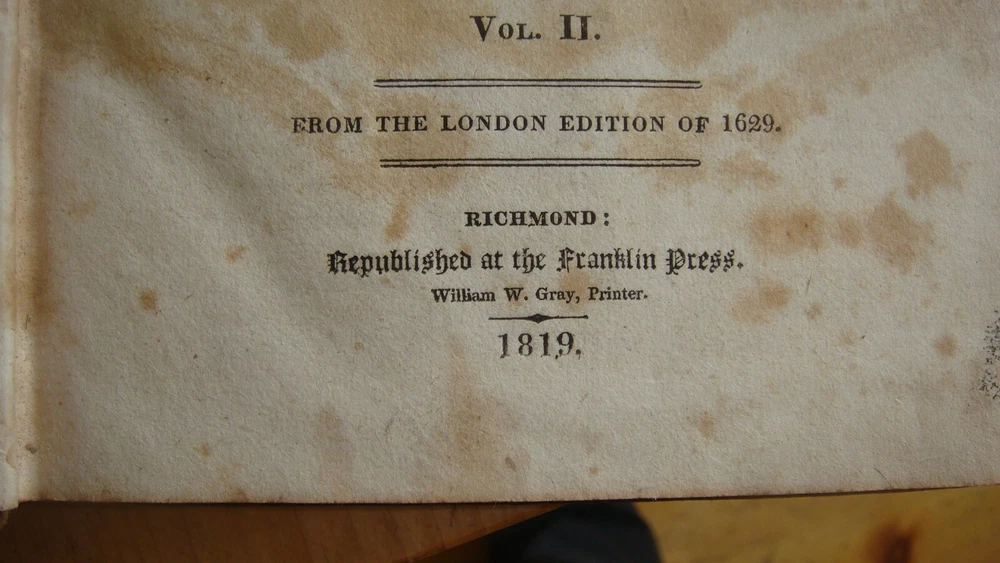 VOL. II.
FROM THE LONDON EDITION OF 1629.
RICHMOND:
Republished at the Franklin Press.
William W. Gray, Printer.
1819.